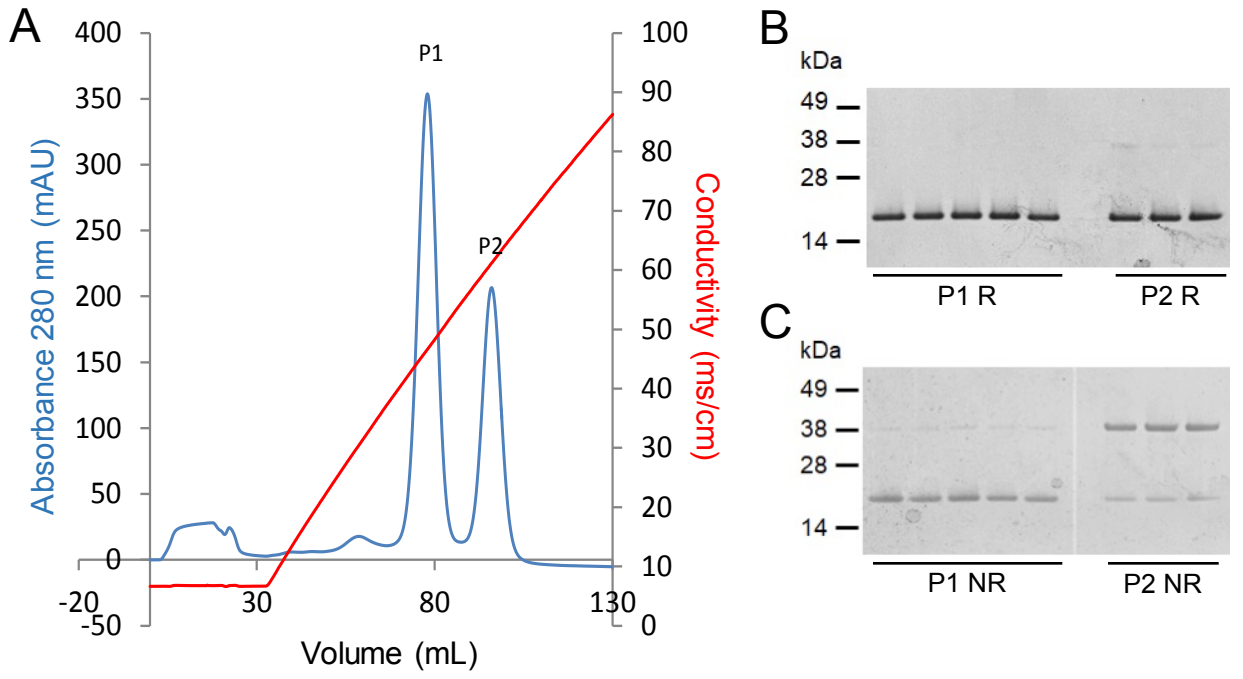 A
400
350
300
250
200
150
100
50
0
-50
-20
30
80
130
Absorbance 280 nm (mAU)
Volume (mL)
100
90
80
70
60
50
40
30
20
10
0
Conductivity (ms/cm)
P1
P2
B
kDa
49
38
28
14
P1 R
P2 R
C
kDa
49
38
28
14
P1 NR
P2 NR